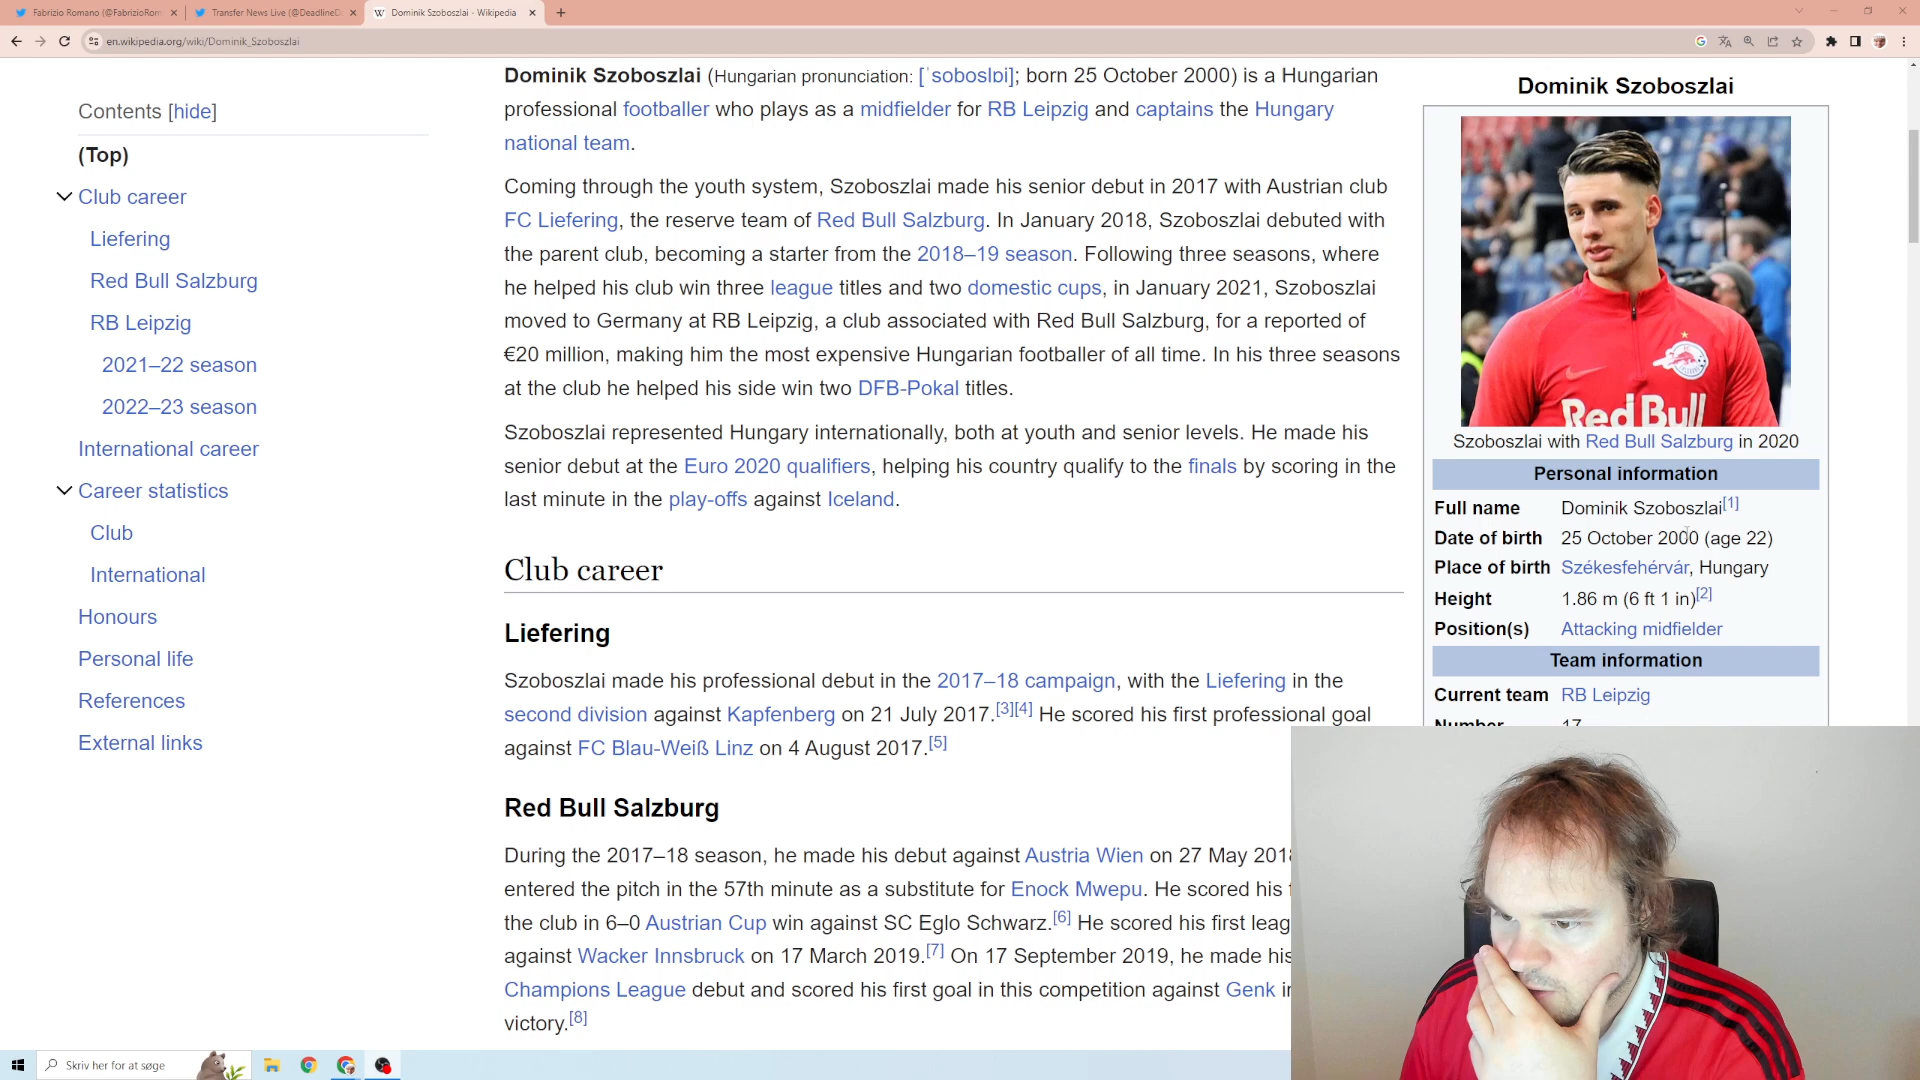 Fabrizio Romano (@FabrizioRom
Transfer News Live (@DeadlineD
Dominik Szoboszlai - Wikipedia
en.wikipedia.org/wiki/Dominik_Szoboszlai
Contents [hide]
(Top)
Club career
Liefering
Red Bull Salzburg
RB Leipzig
2021–22 season
2022–23 season
International career
Career statistics
Club
International
Honours
Personal life
References
External links
Dominik Szoboszlai (Hungarian pronunciation: [ˈsoboslɒi]; born 25 October 2000) is a Hungarian
professional footballer who plays as a midfielder for RB Leipzig and captains the Hungary
national team.
Coming through the youth system, Szoboszlai made his senior debut in 2017 with Austrian club
FC Liefering, the reserve team of Red Bull Salzburg. In January 2018, Szoboszlai debuted with
the parent club, becoming a starter from the 2018–19 season. Following three seasons, where
he helped his club win three league titles and two domestic cups, in January 2021, Szoboszlai
moved to Germany at RB Leipzig, a club associated with Red Bull Salzburg, for a reported of
€20 million, making him the most expensive Hungarian footballer of all time. In his three seasons
at the club he helped his side win two DFB-Pokal titles.
Szoboszlai represented Hungary internationally, both at youth and senior levels. He made his
senior debut at the Euro 2020 qualifiers, helping his country qualify to the finals by scoring in the
last minute in the play-offs against Iceland.
Club career
Liefering
Szoboszlai made his professional debut in the 2017–18 campaign, with the Liefering in the
second division against Kapfenberg on 21 July 2017.[3][4] He scored his first professional goal
against FC Blau-Weiß Linz on 4 August 2017.[5]
Red Bull Salzburg
During the 2017–18 season, he made his debut against Austria Wien on 27 May 201
entered the pitch in the 57th minute as a substitute for Enock Mwepu. He scored his
the club in 6–0 Austrian Cup win against SC Eglo Schwarz.[6] He scored his first leag
against Wacker Innsbruck on 17 March 2019.[7] On 17 September 2019, he made his
Champions League debut and scored his first goal in this competition against Genk in
victory.[8]
Dominik Szoboszlai
Red Bull
Szoboszlai with Red Bull Salzburg in 2020
Personal information
Full name Dominik Szoboszlai[1]
Date of birth 25 October 2000 (age 22)
Place of birth Székesfehérvár, Hungary
Height 1.86 m (6 ft 1 in)[2]
Position(s) Attacking midfielder
Team information
Current team RB Leipzig
Number 17
Skriv her for at søge